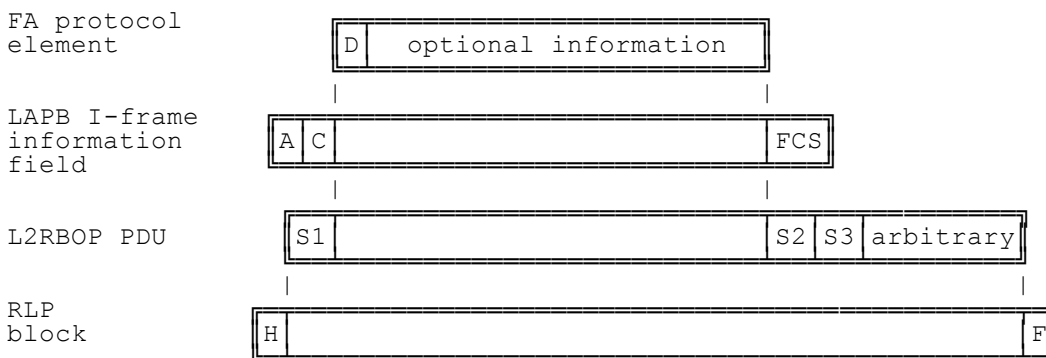 FA protocol
element
D optional information
LAPB I-frame
information
field
A C FCS
L2RBOP PDU
S1 S2 S3 arbitrary
RLP
block
H F